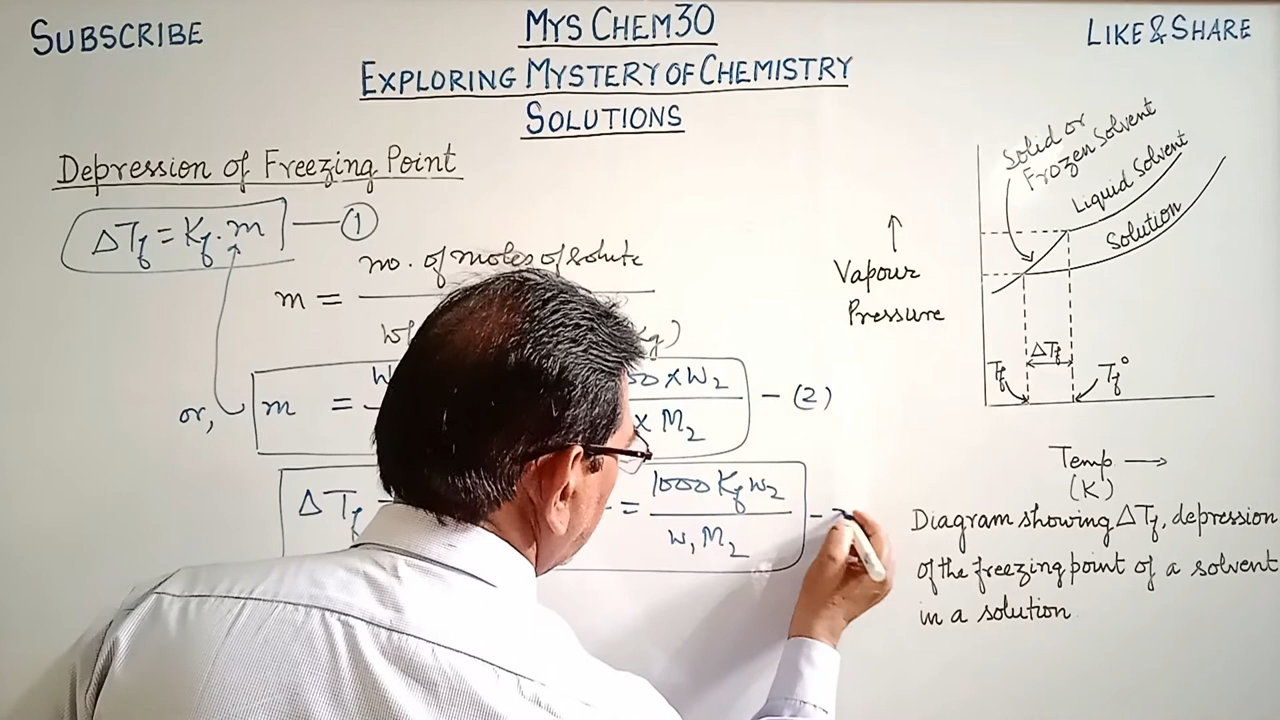 SUBSCRIBE
MYS CHEM30
LIKE & SHARE
EXPLORING MYSTERY OF CHEMISTRY
SOLUTIONS
Depression of Freezing Point
ΔTf = Kf . m — ①
m = no. of moles of solute
or, m = 
× W₂
× M₂
— (2)
ΔTf
= 1000 Kf w₂
w₁ M₂
Vapour
Pressure
Solid or
Frozen Solvent
Liquid Solvent
Solution
Tf
ΔTf
Tf°
Temp →
(K)
Diagram showing ΔTf, depression
of the freezing point of a solvent
in a solution